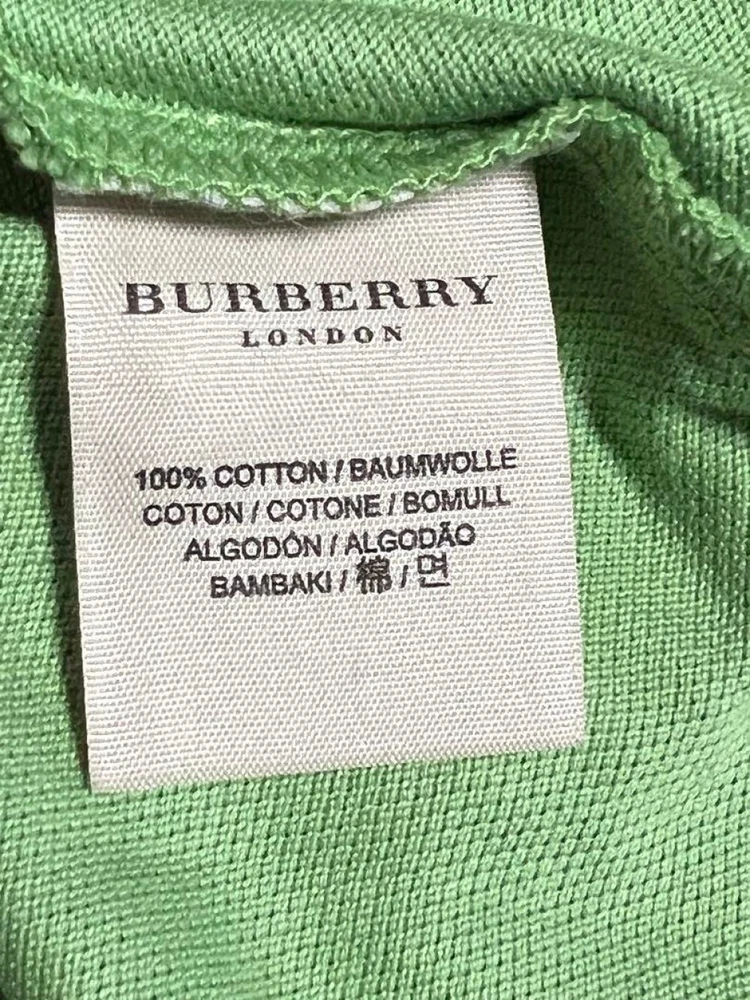 BURBERRY
LONDON
100% COTTON / BAUMWOLLE
COTON / COTONE / BOMULL
ALGODÓN / ALGODÃO
BAMBAKI / 棉 / 면